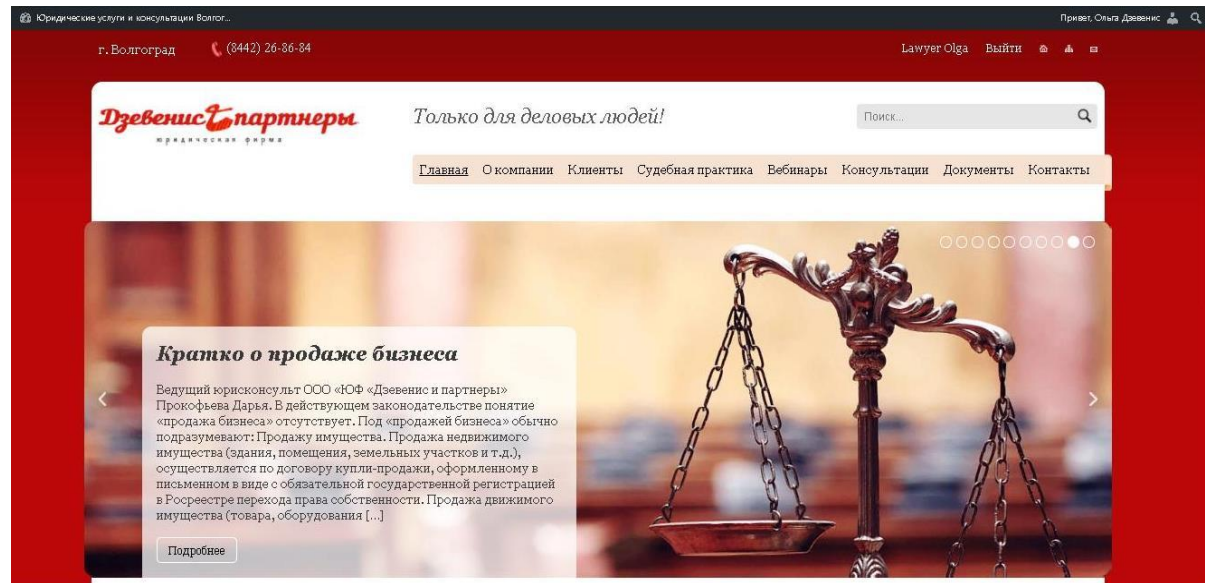 Юридические услуги и консультации Волгог...
Привет, Ольга Дзевенис
г. Волгоград
(8442) 26-86-84
Lawyer Olga Выйти
Дзевенис партнеры
юридическая фирма
Только для деловых людей!
Поиск...
Главная О компании Клиенты Судебная практика Вебинары Консультации Документы Контакты
Кратко о продаже бизнеса
Ведущий юрисконсульт ООО «ЮФ «Дзевенис и партнеры»
Прокофьева Дарья. В действующем законодательстве понятие
«продажа бизнеса» отсутствует. Под «продажей бизнеса» обычно
подразумевают: Продажу имущества. Продажа недвижимого
имущества (здания, помещения, земельных участков и т.д.),
осуществляется по договору купли-продажи, оформленному в
письменном в виде с обязательной государственной регистрацией
в Росреестре перехода права собственности. Продажа движимого
имущества (товара, оборудования [...]
Подробнее